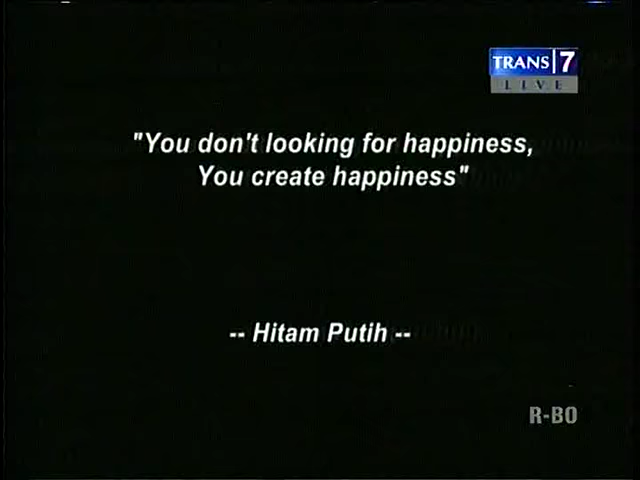 TRANS|7
LIVE
"You don't looking for happiness,
You create happiness"
-- Hitam Putih --
R-BO